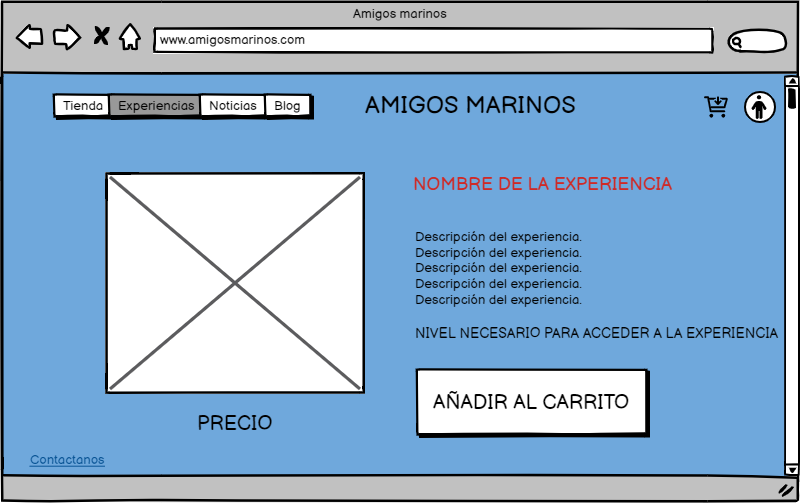 Amigos marinos
www.amigosmarinos.com
Tienda Experiencias Noticias Blog
AMIGOS MARINOS
NOMBRE DE LA EXPERIENCIA
Descripción del experiencia.
Descripción del experiencia.
Descripción del experiencia.
Descripción del experiencia.
Descripción del experiencia.
NIVEL NECESARIO PARA ACCEDER A LA EXPERIENCIA
AÑADIR AL CARRITO
PRECIO
Contactanos